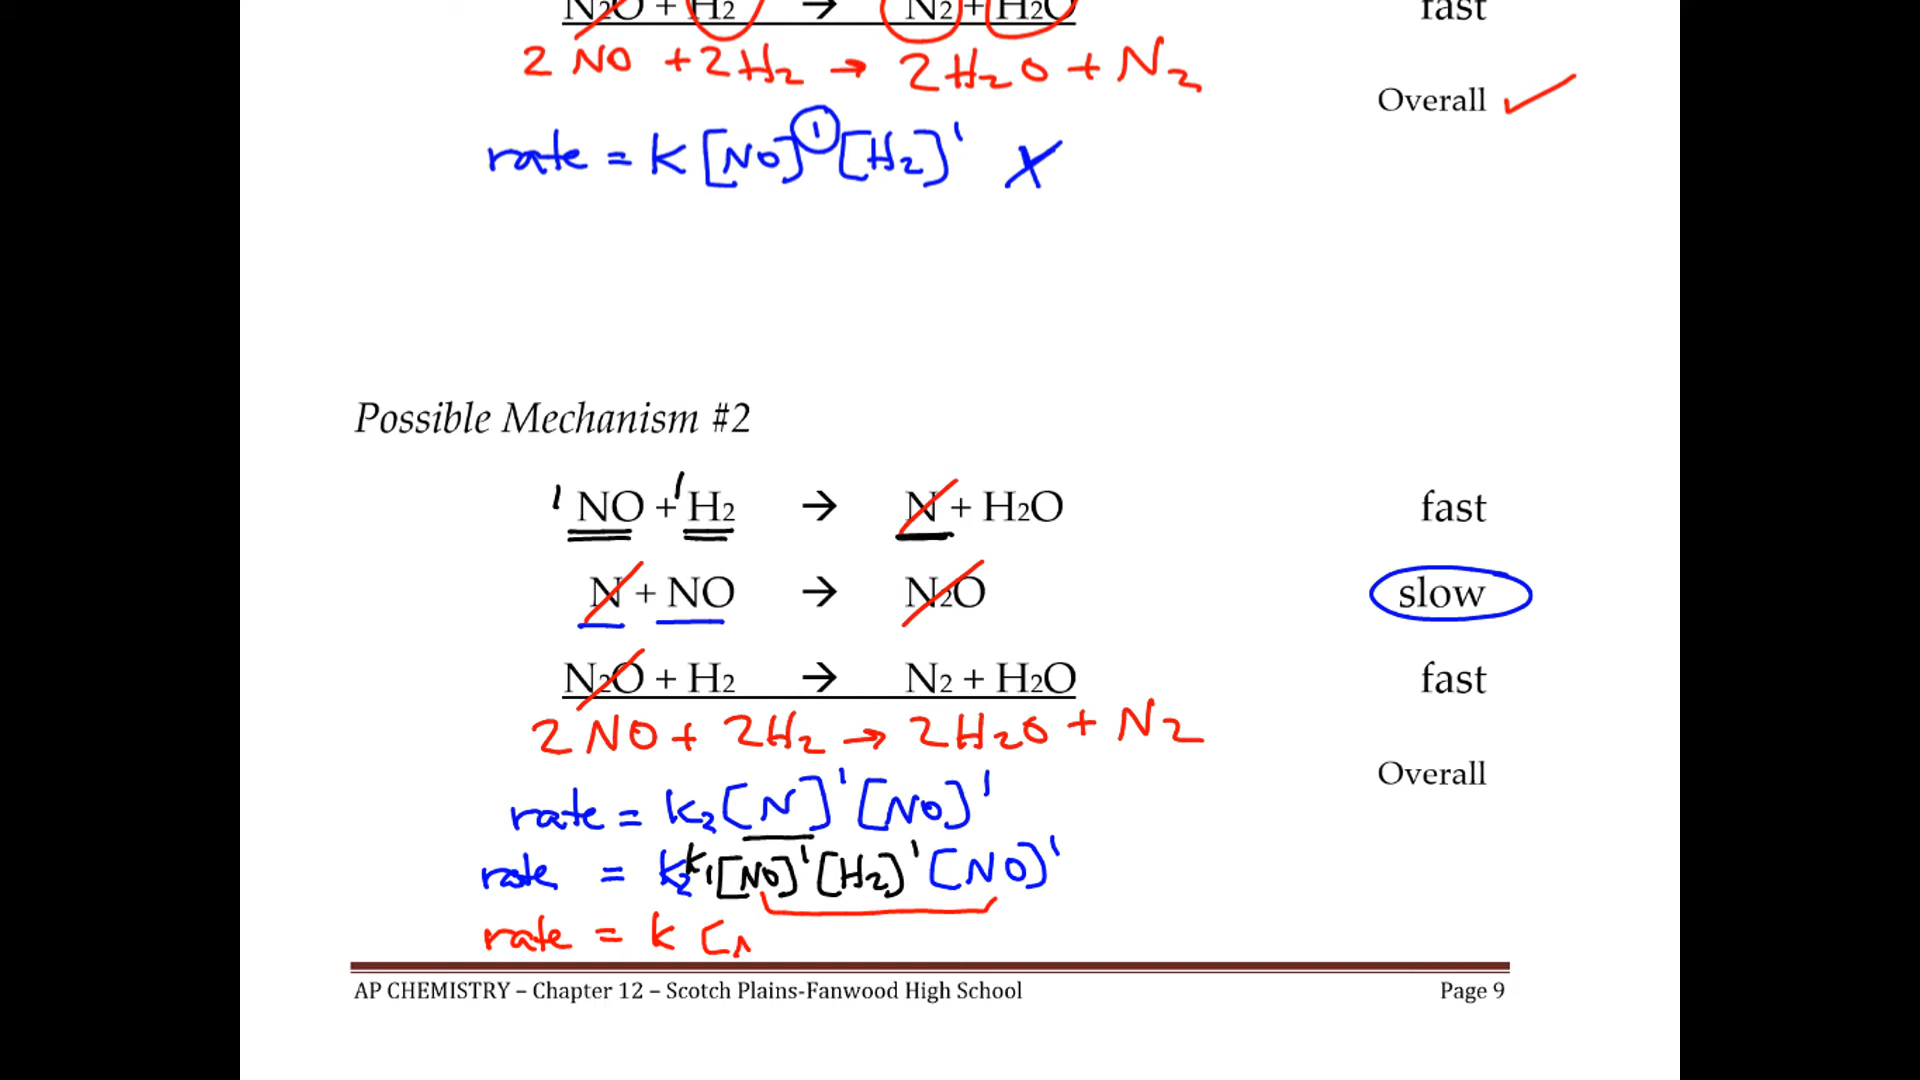 N2O + H2 → N2 + H2O fast
2 NO + 2H2 → 2H2O + N2
Overall ✓
rate = k [NO]^1 [H2]^1 X
Possible Mechanism #2
1 NO + 1 H2 → N + H2O fast
N + NO → N2O slow
N2O + H2 → N2 + H2O fast
2 NO + 2H2 → 2H2O + N2
Overall
rate = k2 [N]^1 [NO]^1
rate = k2 k1 [NO]^1 [H2]^1 [NO]^1
rate = k [
AP CHEMISTRY – Chapter 12 – Scotch Plains-Fanwood High School Page 9